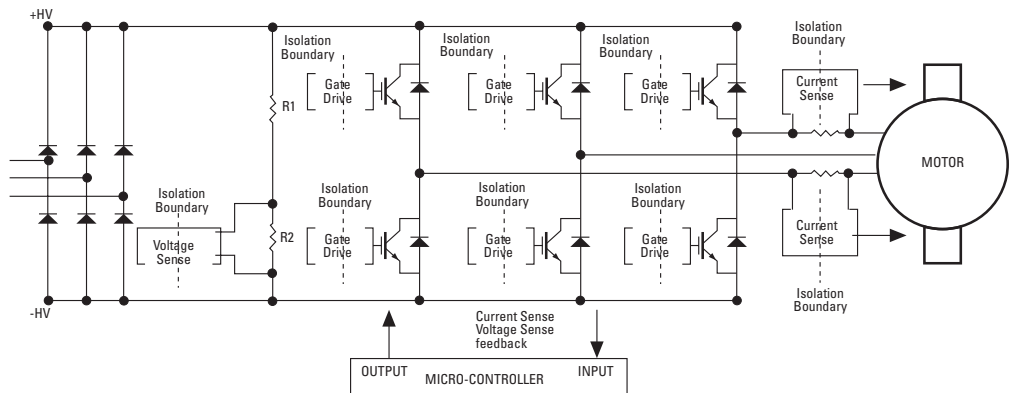 +HV
Isolation
Boundary
Isolation
Boundary
Isolation
Boundary
Isolation
Boundary
Gate
Drive
Gate
Drive
Gate
Drive
Current
Sense
R1
MOTOR
Isolation
Boundary
Isolation
Boundary
Isolation
Boundary
Isolation
Boundary
Voltage
Sense
R2
Gate
Drive
Gate
Drive
Gate
Drive
Current
Sense
Isolation
Boundary
-HV
Current Sense
Voltage Sense
feedback
OUTPUT
INPUT
MICRO-CONTROLLER